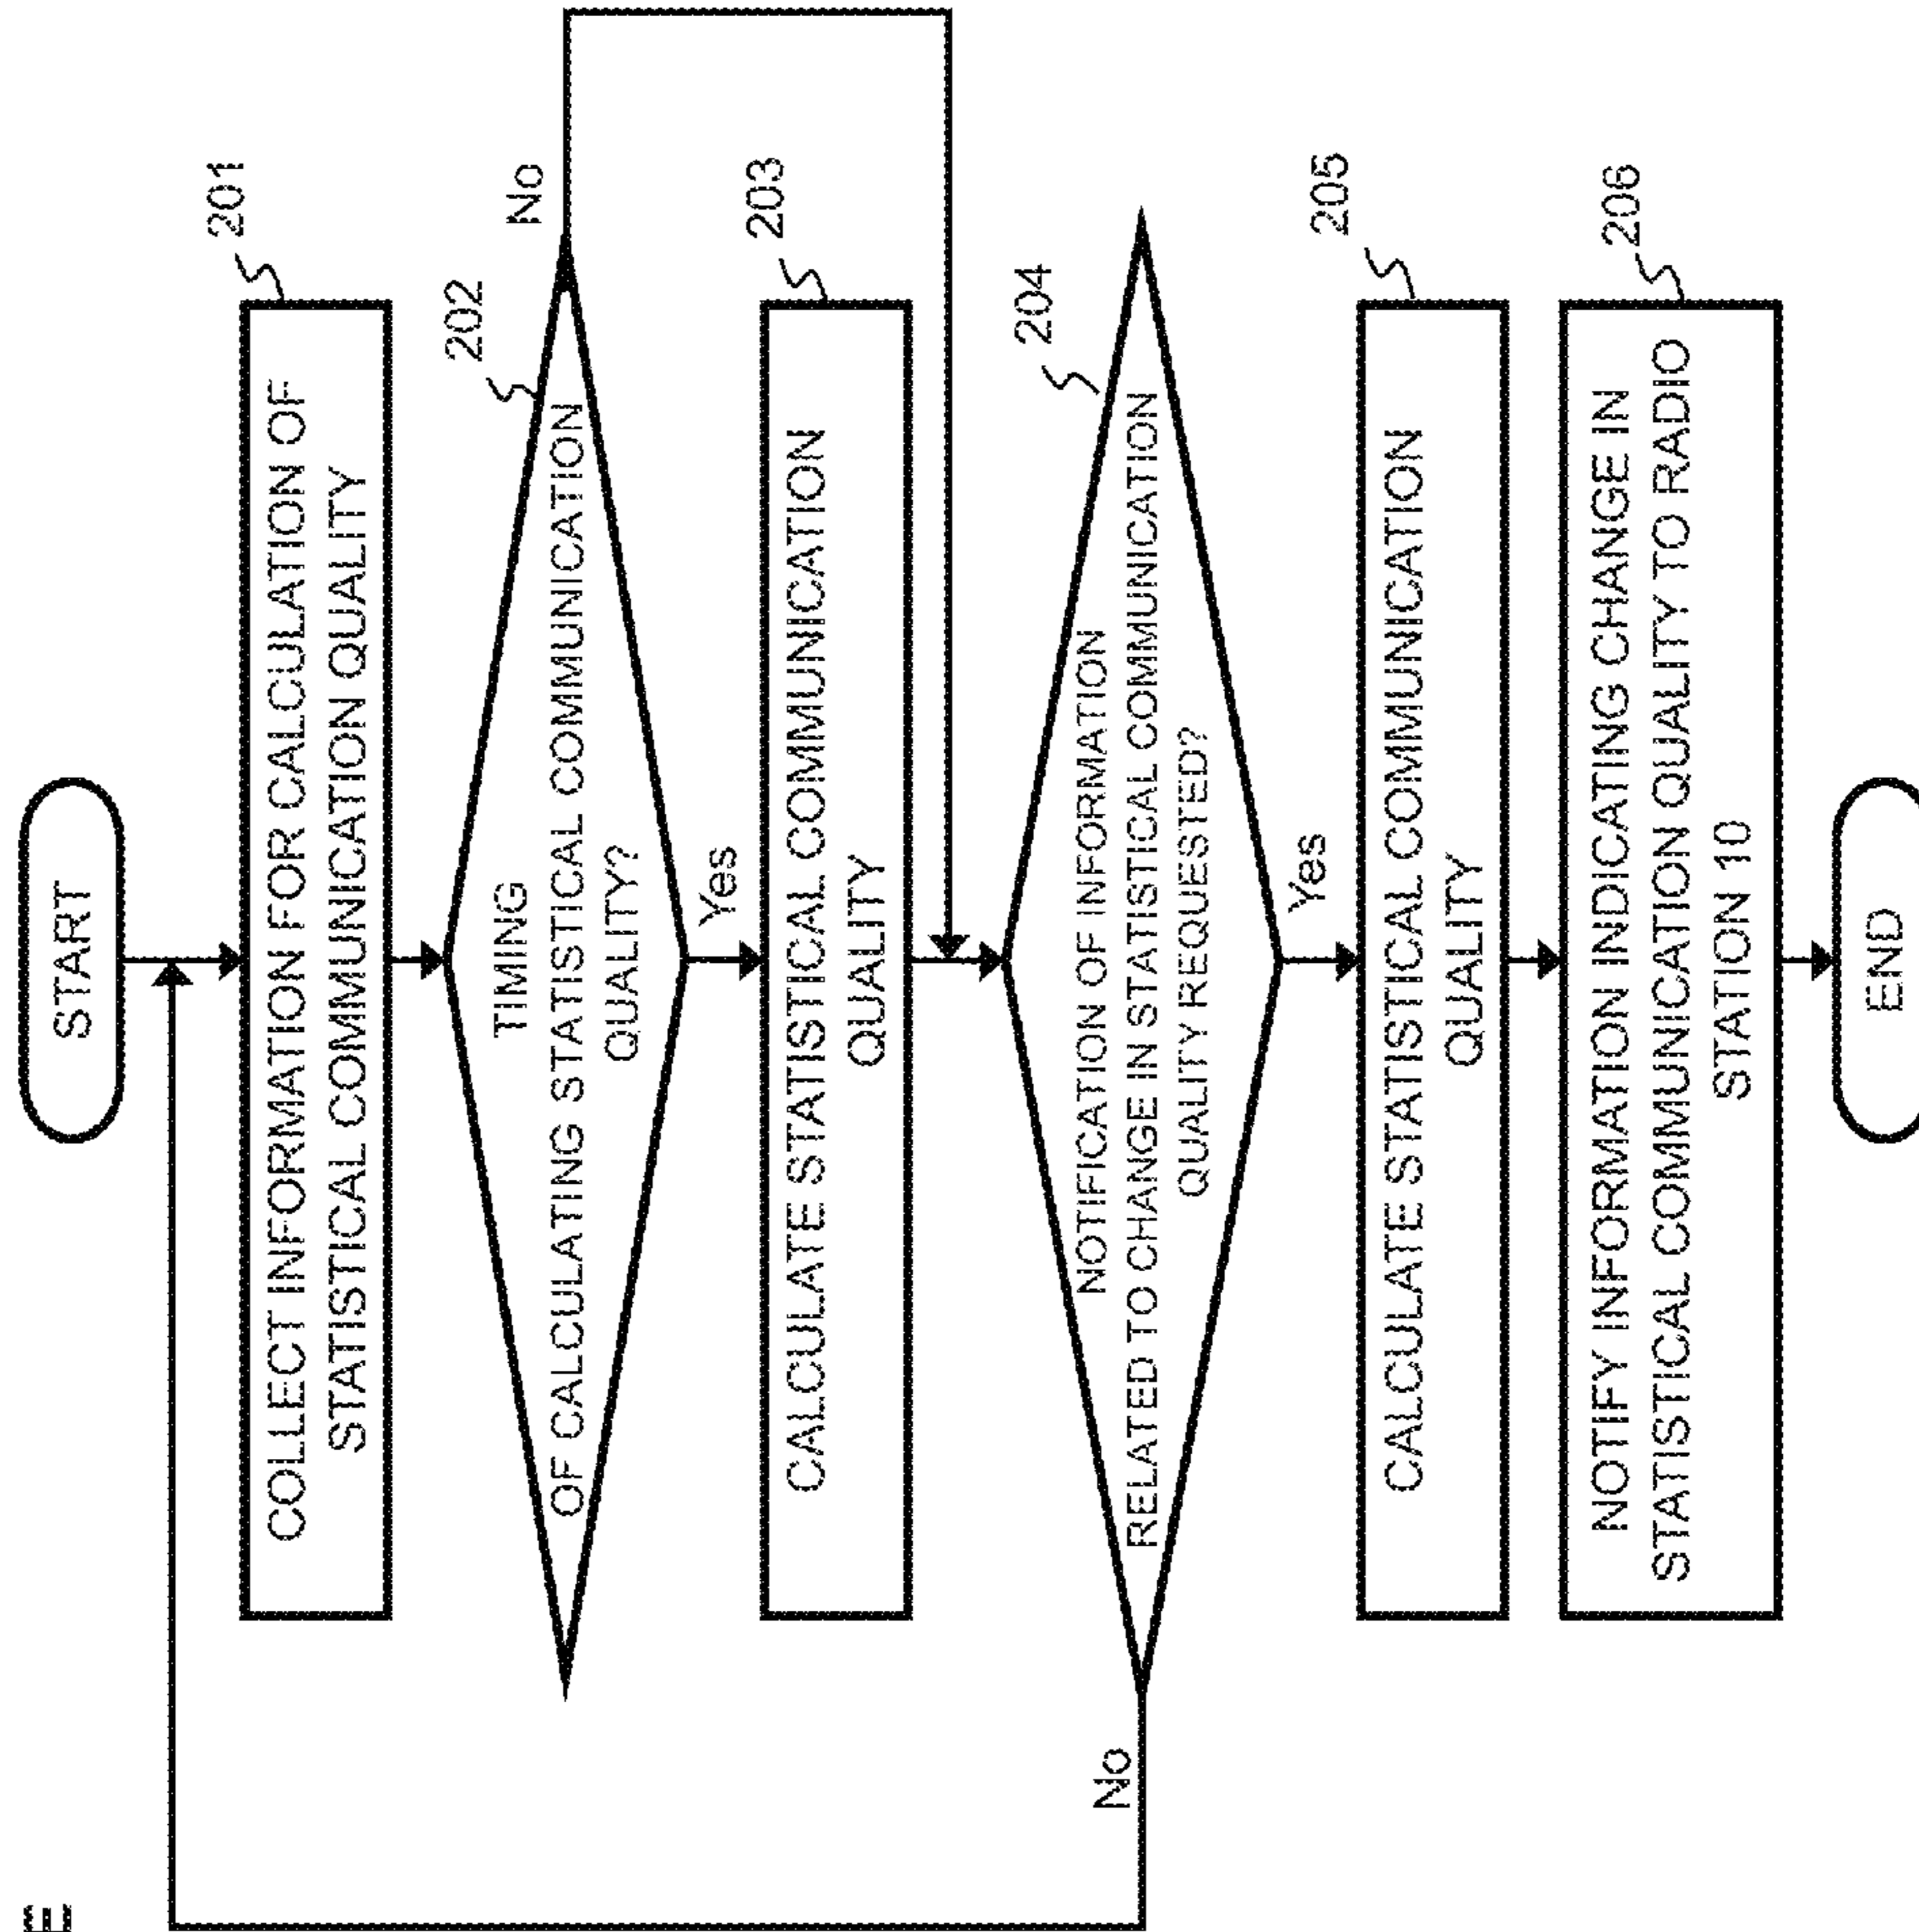 START
201
COLLECT INFORMATION FOR CALCULATION OF
STATISTICAL COMMUNICATION QUALITY
202
TIMING
OF CALCULATING STATISTICAL COMMUNICATION
QUALITY?
No
Yes
203
CALCULATE STATISTICAL COMMUNICATION
QUALITY
204
NOTIFICATION OF INFORMATION
RELATED TO CHANGE IN STATISTICAL COMMUNICATION
QUALITY REQUESTED?
No
Yes
205
CALCULATE STATISTICAL COMMUNICATION
QUALITY
206
NOTIFY INFORMATION INDICATING CHANGE IN
STATISTICAL COMMUNICATION QUALITY TO RADIO
STATION 10
END